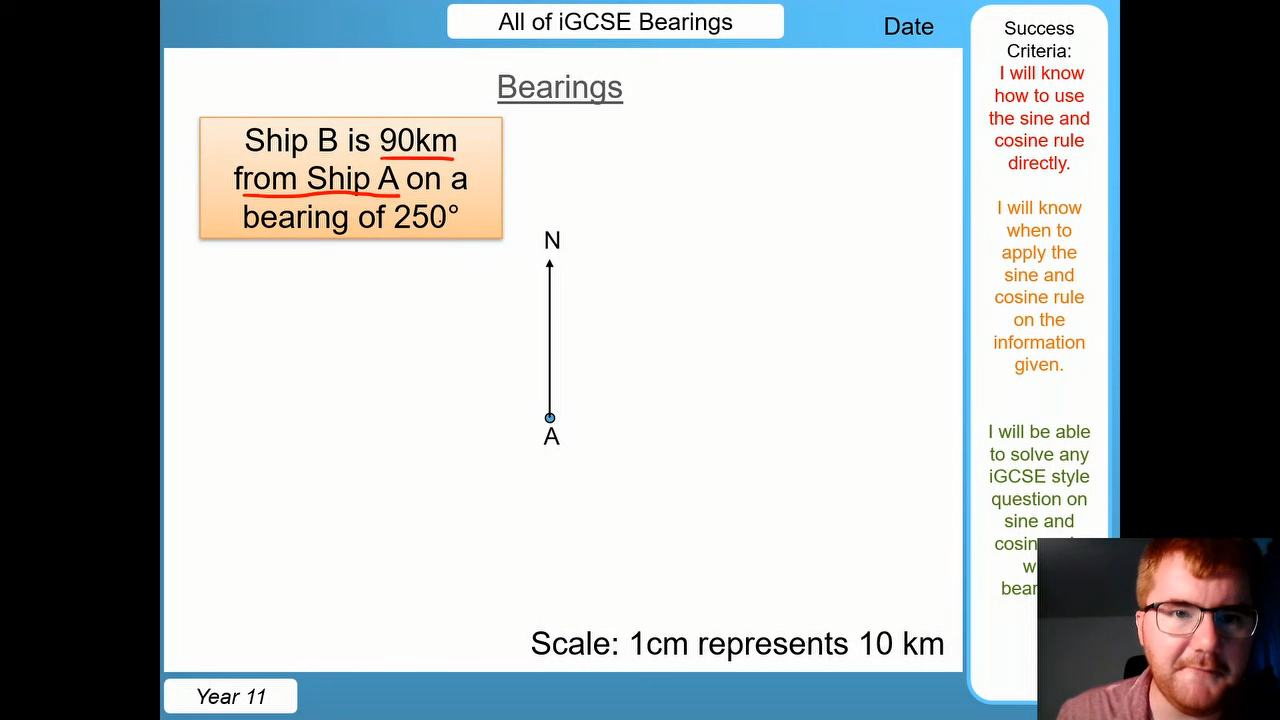 All of iGCSE Bearings
Date
Bearings
Ship B is 90km
from Ship A on a
bearing of 250°
N
A
Scale: 1cm represents 10 km
Year 11
Success
Criteria:
I will know
how to use
the sine and
cosine rule
directly.
I will know
when to
apply the
sine and
cosine rule
on the
information
given.
I will be able
to solve any
iGCSE style
question on
sine and